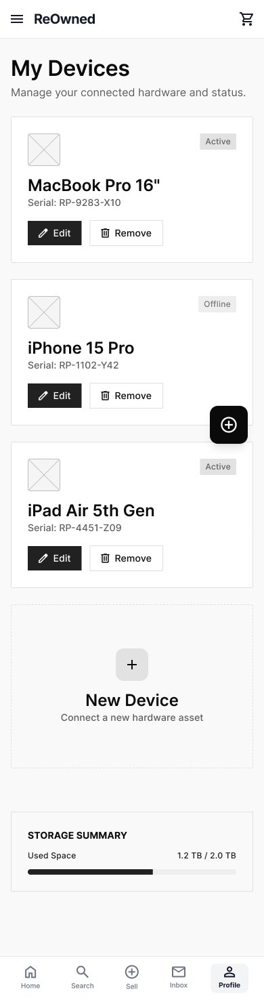 ReOwned
My Devices
Manage your connected hardware and status.
Active
MacBook Pro 16"
Serial: RP-9283-X10
Edit
Remove
Offline
iPhone 15 Pro
Serial: RP-1102-Y42
Edit
Remove
Active
iPad Air 5th Gen
Serial: RP-4451-Z09
Edit
Remove
New Device
Connect a new hardware asset
STORAGE SUMMARY
Used Space
1.2 TB / 2.0 TB
Home
Search
Sell
Inbox
Profile